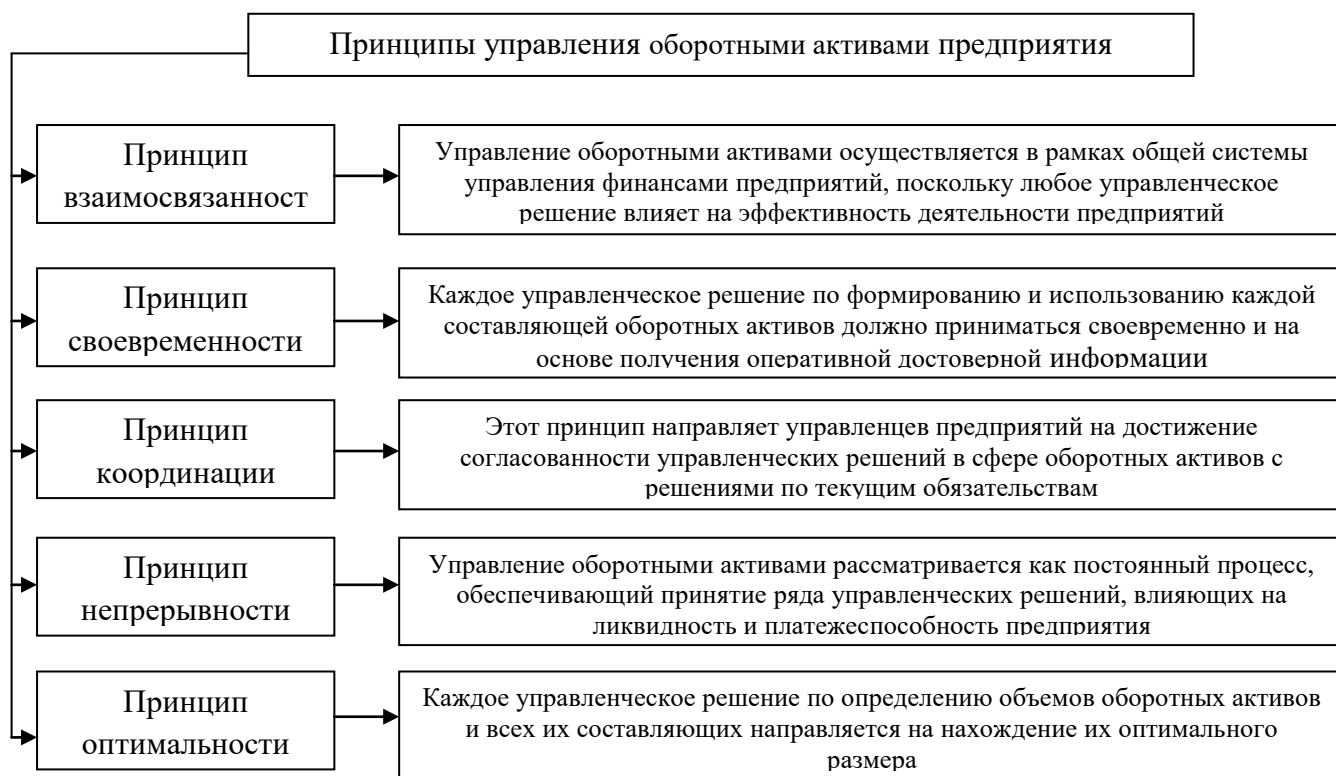 Принципы управления оборотными активами предприятия
Принцип
взаимосвязанност
Управление оборотными активами осуществляется в рамках общей системы
управления финансами предприятий, поскольку любое управленческое
решение влияет на эффективность деятельности предприятий
Принцип
своевременности
Каждое управленческое решение по формированию и использованию каждой
составляющей оборотных активов должно приниматься своевременно и на
основе получения оперативной достоверной информации
Принцип
координации
Этот принцип направляет управленцев предприятий на достижение
согласованности управленческих решений в сфере оборотных активов с
решениями по текущим обязательствам
Принцип
непрерывности
Управление оборотными активами рассматривается как постоянный процесс,
обеспечивающий принятие ряда управленческих решений, влияющих на
ликвидность и платежеспособность предприятия
Принцип
оптимальности
Каждое управленческое решение по определению объемов оборотных активов
и всех их составляющих направляется на нахождение их оптимального
размера